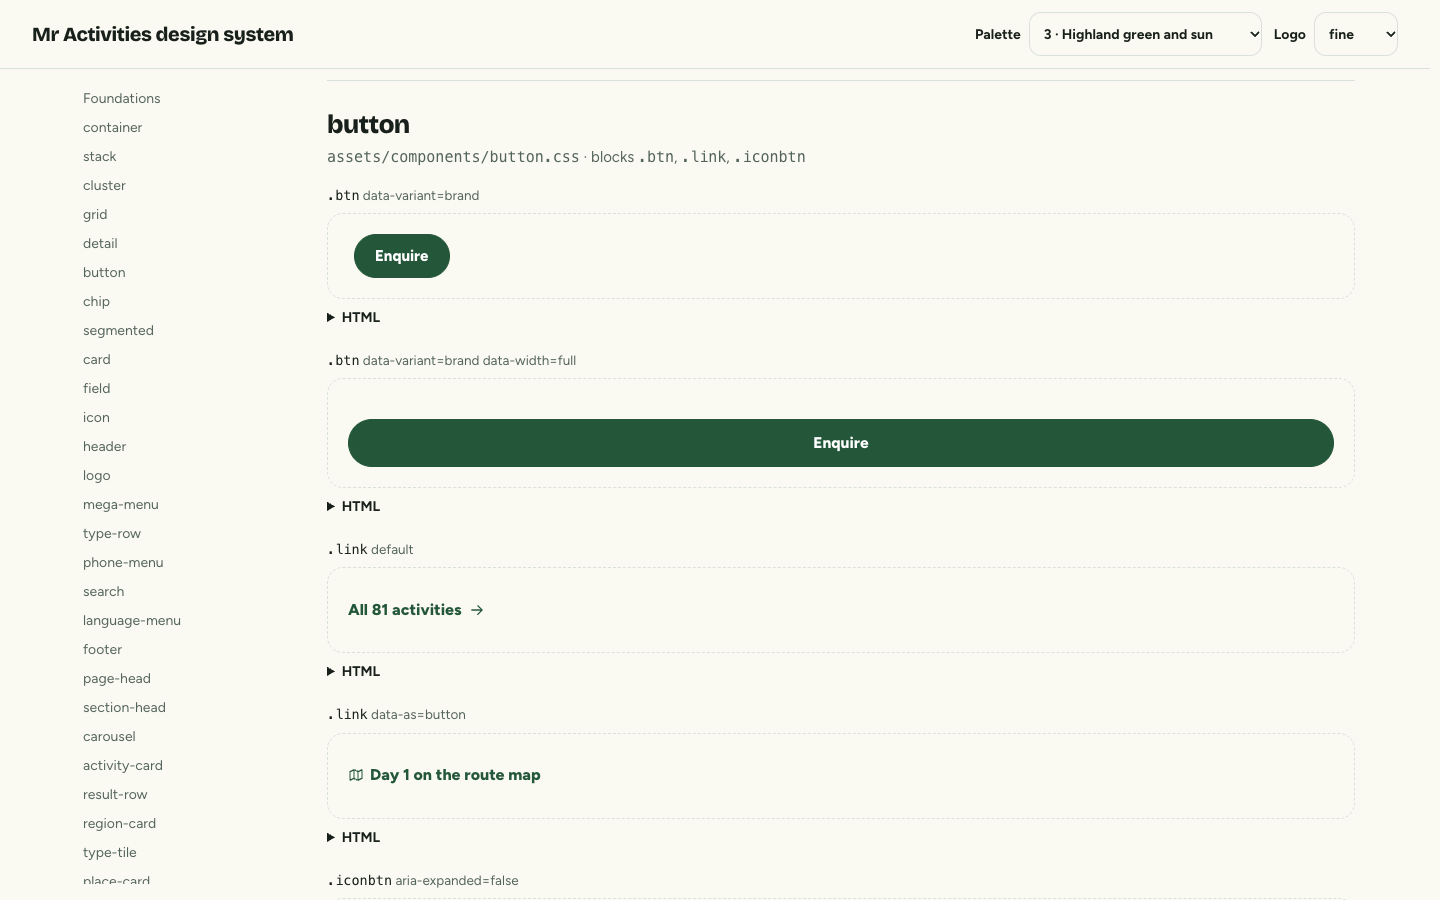 Mr Activities design system
Palette
3 · Highland green and sun
Logo
fine
Foundations
container
stack
cluster
grid
detail
button
chip
segmented
card
field
icon
header
logo
mega-menu
type-row
phone-menu
search
language-menu
footer
page-head
section-head
carousel
activity-card
result-row
region-card
type-tile
place-card
button
assets/components/button.css · blocks .btn, .link, .iconbtn
.btn data-variant=brand
Enquire
HTML
.btn data-variant=brand data-width=full
Enquire
HTML
.link default
All 81 activities →
HTML
.link data-as=button
Day 1 on the route map
HTML
.iconbtn aria-expanded=false